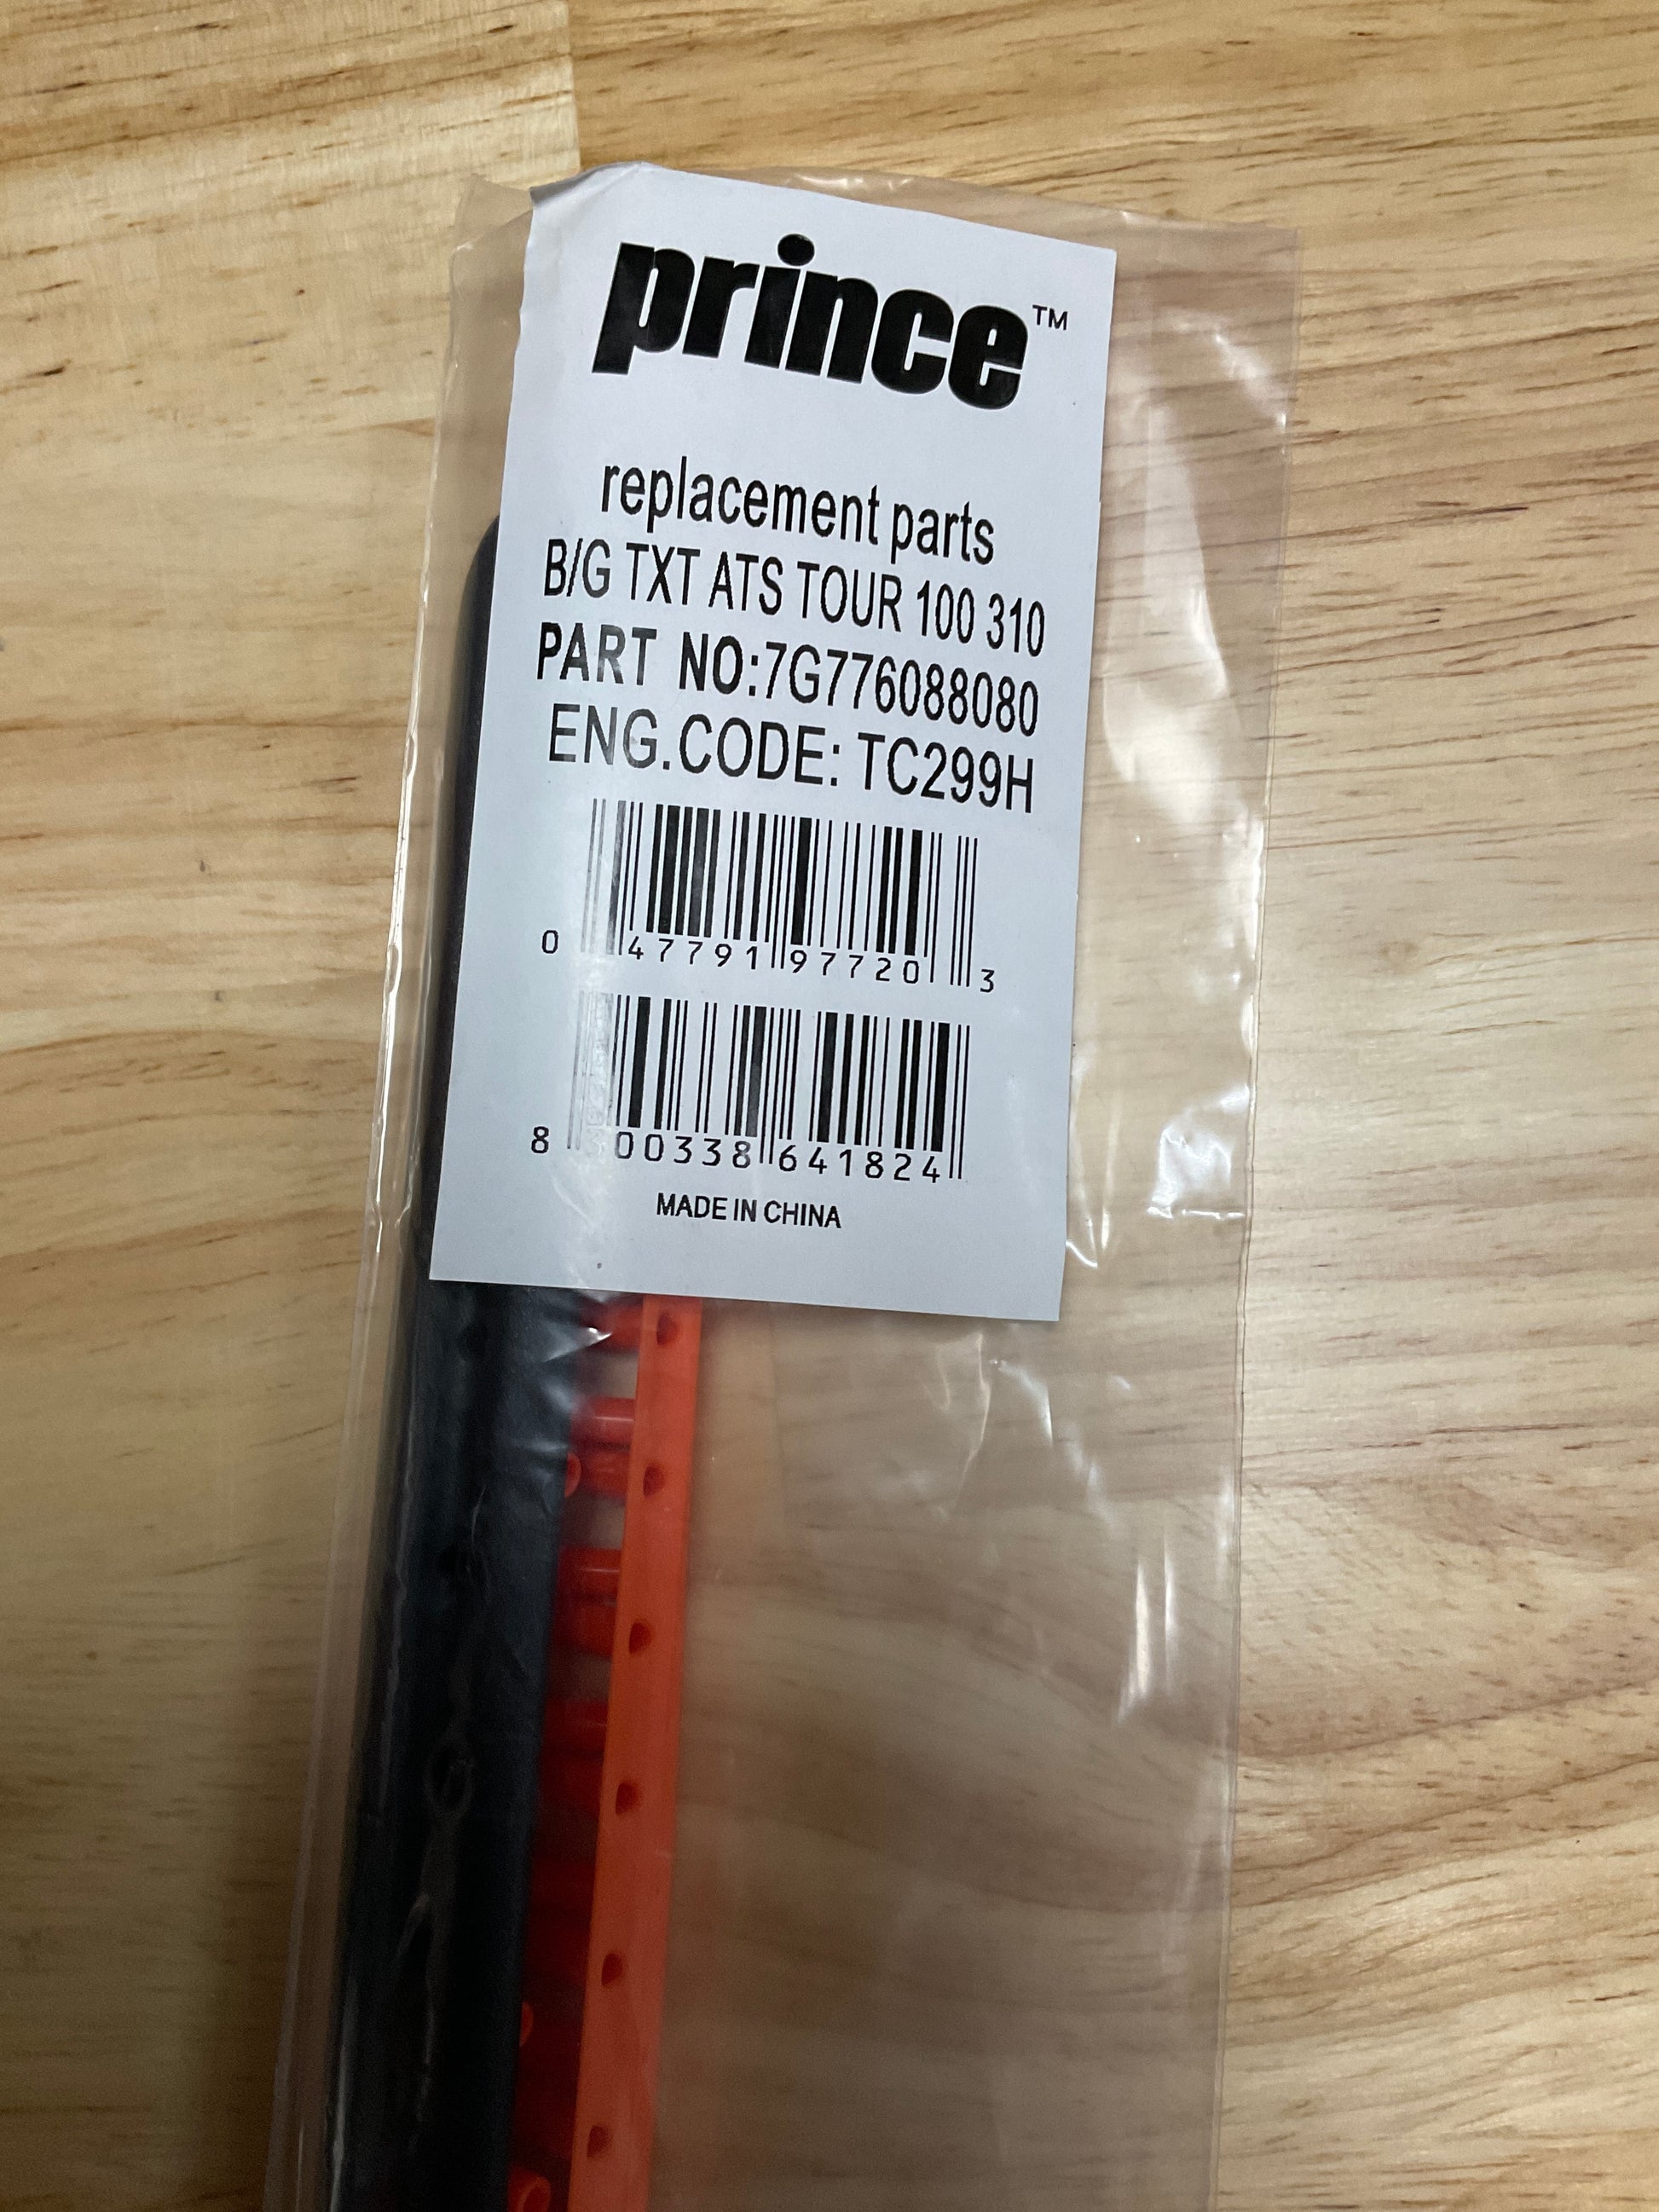 prince™
replacement parts
B/G TXT ATS TOUR 100 310
PART NO:7G776088080
ENG.CODE: TC299H
0 47791 97720 3
8 300338 641824
MADE IN CHINA